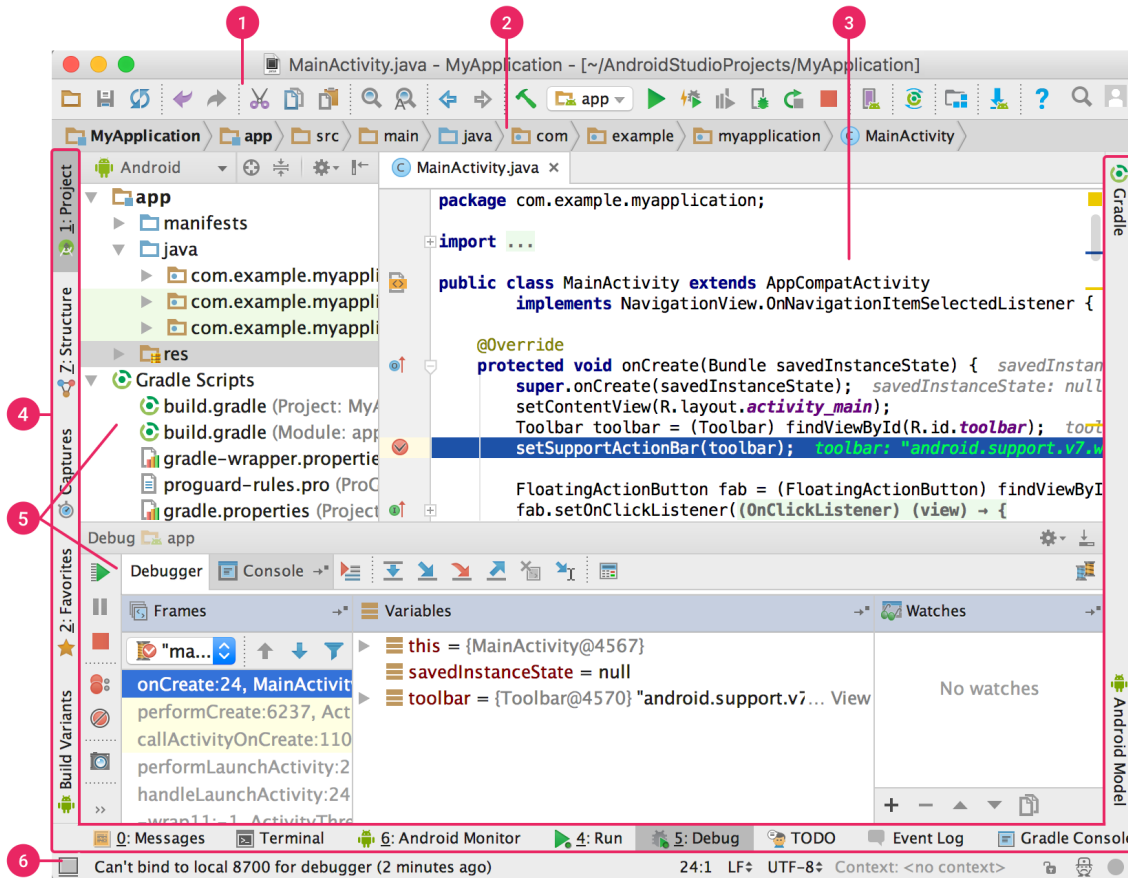 1
2
3
MainActivity.java - MyApplication - [~/AndroidStudioProjects/MyApplication]
app
?
MyApplication app src main java com example myapplication C MainActivity
1: Project
Z: Structure
Captures
2: Favorites
Build Variants
4
5
6
Android
app
manifests
java
com.example.myappli
com.example.myappli
com.example.myappli
res
Gradle Scripts
build.gradle (Project: MyA
build.gradle (Module: app
gradle-wrapper.propertie
proguard-rules.pro (ProC
gradle.properties (Project
C MainActivity.java ×
package com.example.myapplication;
import ...
public class MainActivity extends AppCompatActivity
implements NavigationView.OnNavigationItemSelectedListener {
@Override
protected void onCreate(Bundle savedInstanceState) { savedInstan
super.onCreate(savedInstanceState); savedInstanceState: null
setContentView(R.layout.activity_main);
Toolbar toolbar = (Toolbar) findViewById(R.id.toolbar); tool
setSupportActionBar(toolbar); toolbar: "android.support.v7.w
FloatingActionButton fab = (FloatingActionButton) findViewByI
fab.setOnClickListener((OnClickListener) (view) → {
Gradle
Android Model
Debug app
Debugger Console
Frames
Variables
Watches
"ma...
onCreate:24, MainActivit
performCreate:6237, Act
callActivityOnCreate:110
performLaunchActivity:2
handleLaunchActivity:24
-wrap11:-1, ActivityThre
this = {MainActivity@4567}
savedInstanceState = null
toolbar = {Toolbar@4570} "android.support.v7... View
No watches
0: Messages Terminal 6: Android Monitor 4: Run 5: Debug TODO Event Log Gradle Console
Can't bind to local 8700 for debugger (2 minutes ago) 24:1 LF UTF-8 Context: <no context>